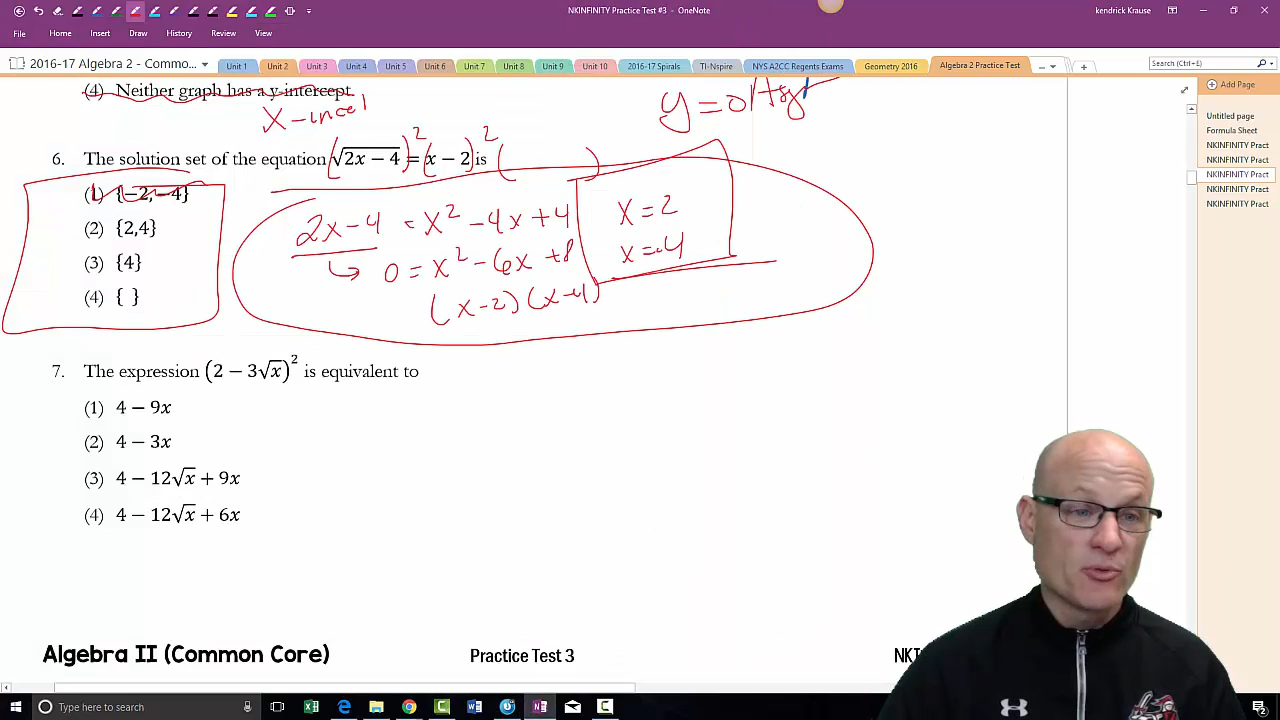 NKINFINITY Practice Test #3 - OneNote
kendrick Krause
File Home Insert Draw History Review View
2016-17 Algebra 2 - Commo... Unit 1 Unit 2 Unit 3 Unit 4 Unit 5 Unit 6 Unit 7 Unit 8 Unit 9 Unit 10 2016-17 Spirals TI-Nspire NYS A2CC Regents Exams Geometry 2016 Algebra 2 Practice Test
Search (Ctrl+E)
Add Page
Untitled page
Formula Sheet
NKINFINITY Pract
NKINFINITY Pract
NKINFINITY Pract
NKINFINITY Pract
NKINFINITY Pract
(4) Neither graph has a y-intercept.
y = 0
6. The solution set of the equation (√2x − 4)² = (x − 2)² is ( )
(1) {−2, −4}
(2) {2,4}
(3) {4}
(4) { }
2x − 4 = x² − 4x + 4
0 = x² − 6x + 8
(x − 2)(x − 4)
x = 2
x = 4
7. The expression (2 − 3√x)² is equivalent to
(1) 4 − 9x
(2) 4 − 3x
(3) 4 − 12√x + 9x
(4) 4 − 12√x + 6x
Algebra II (Common Core)
Practice Test 3
Type here to search